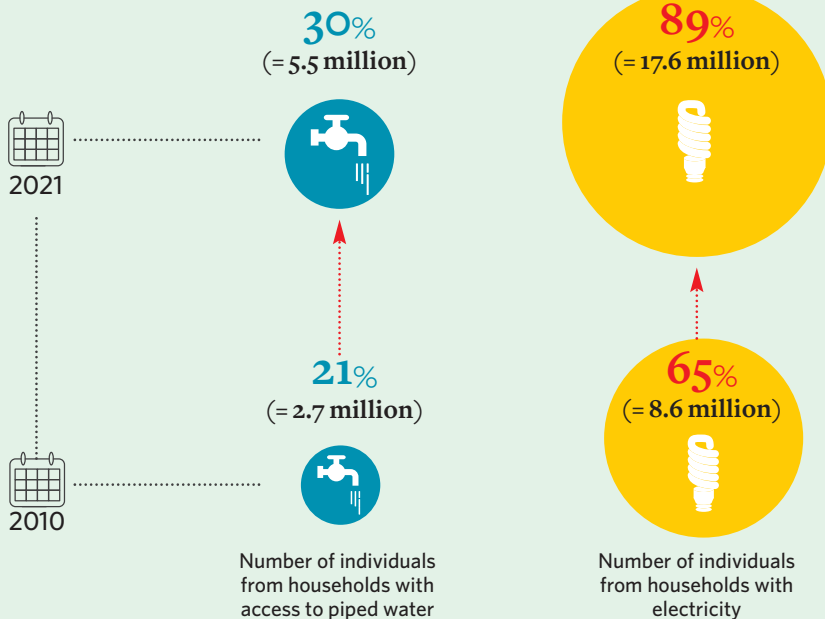 30%
(= 5.5 million)
89%
(= 17.6 million)
2021
21%
(= 2.7 million)
65%
(= 8.6 million)
2010
Number of individuals
from households with
access to piped water
Number of individuals
from households with
electricity